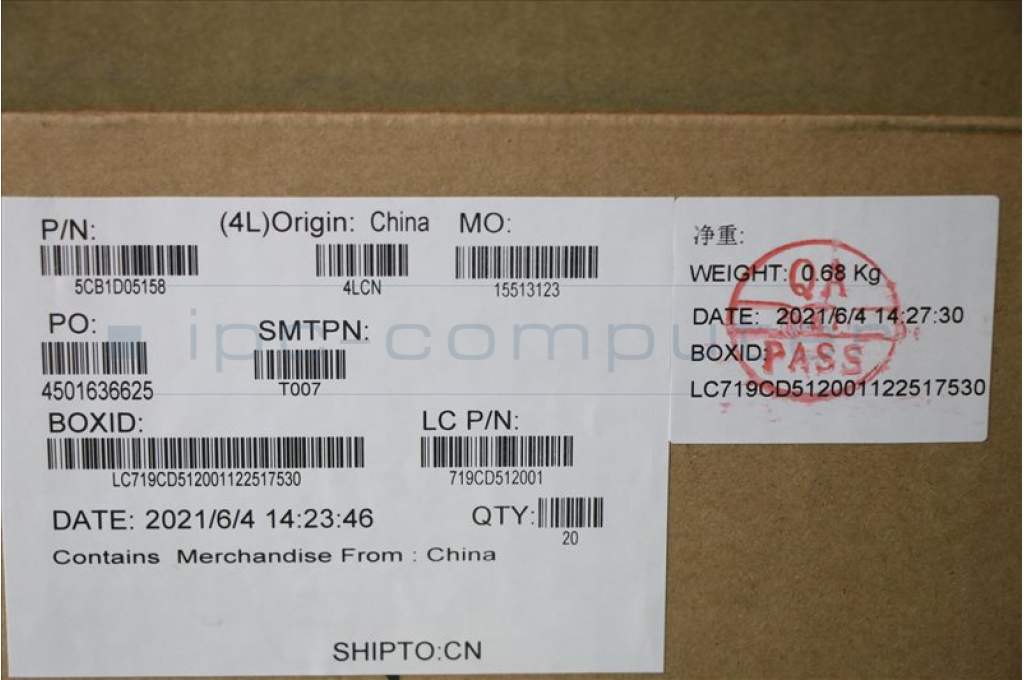 P/N:
5CB1D05158
(4L)Origin: China
4LCN
MO:
15513123
PO:
4501636625
SMTPN:
T007
BOXID:
LC719CD512001122517530
LC P/N:
719CD512001
DATE: 2021/6/4 14:23:46
QTY:
20
Contains Merchandise From : China
SHIPTO:CN
净重:
WEIGHT: 0.68 Kg
DATE: 2021/6/4 14:27:30
BOXID:
LC719CD512001122517530
QA
PASS
ipc-computer